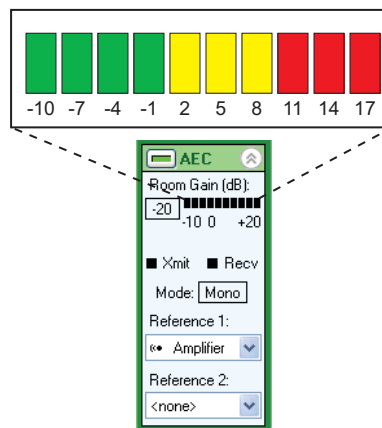 -10 -7 -4 -1 2 5 8 11 14 17
AEC
Room Gain (dB):
-20
-10 0 +20
Xmit Recv
Mode: Mono
Reference 1:
Amplifier
Reference 2:
<none>